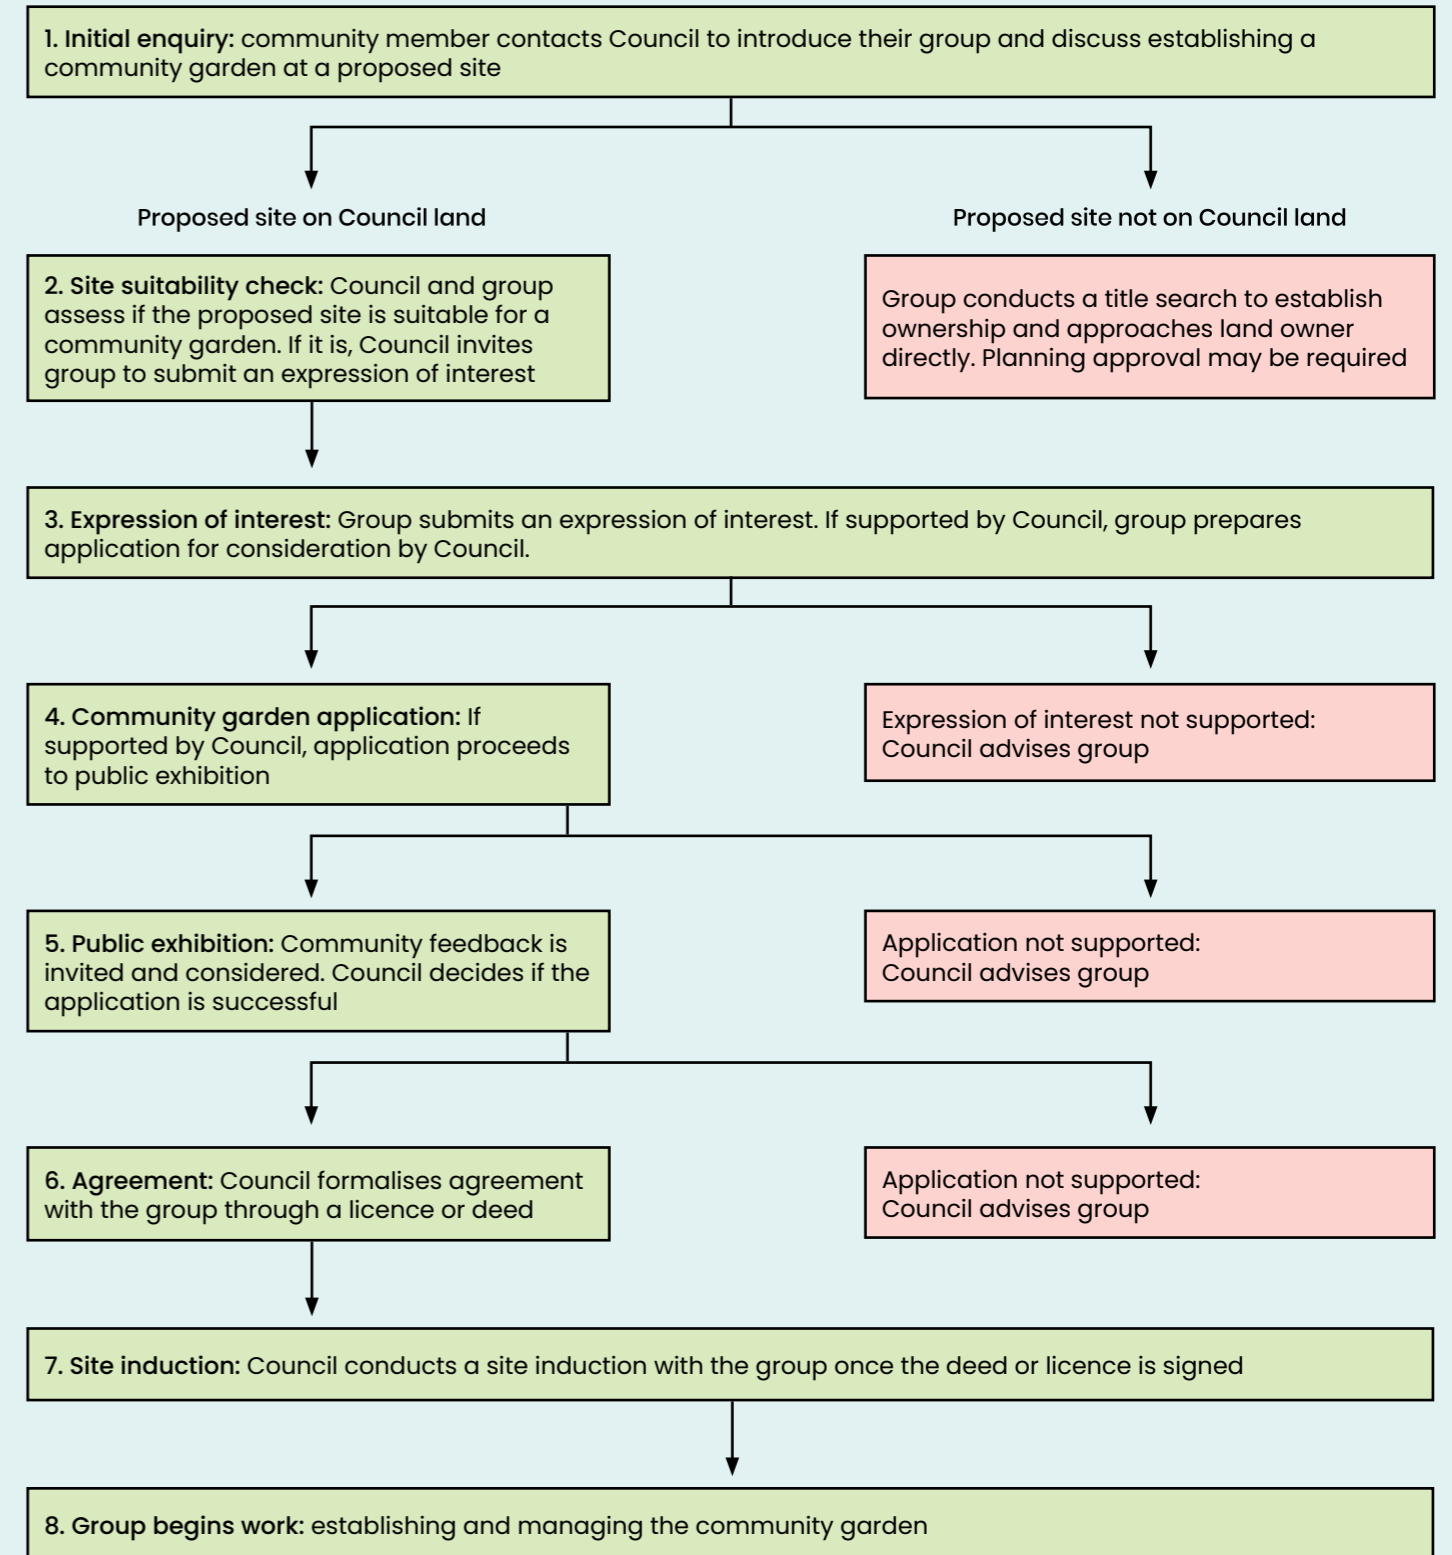 1. Initial enquiry: community member contacts Council to introduce their group and discuss establishing a
community garden at a proposed site
Proposed site on Council land
Proposed site not on Council land
2. Site suitability check: Council and group
assess if the proposed site is suitable for a
community garden. If it is, Council invites
group to submit an expression of interest
Group conducts a title search to establish
ownership and approaches land owner
directly. Planning approval may be required
3. Expression of interest: Group submits an expression of interest. If supported by Council, group prepares
application for consideration by Council.
4. Community garden application: If
supported by Council, application proceeds
to public exhibition
Expression of interest not supported:
Council advises group
5. Public exhibition: Community feedback is
invited and considered. Council decides if the
application is successful
Application not supported:
Council advises group
6. Agreement: Council formalises agreement
with the group through a licence or deed
Application not supported:
Council advises group
7. Site induction: Council conducts a site induction with the group once the deed or licence is signed
8. Group begins work: establishing and managing the community garden